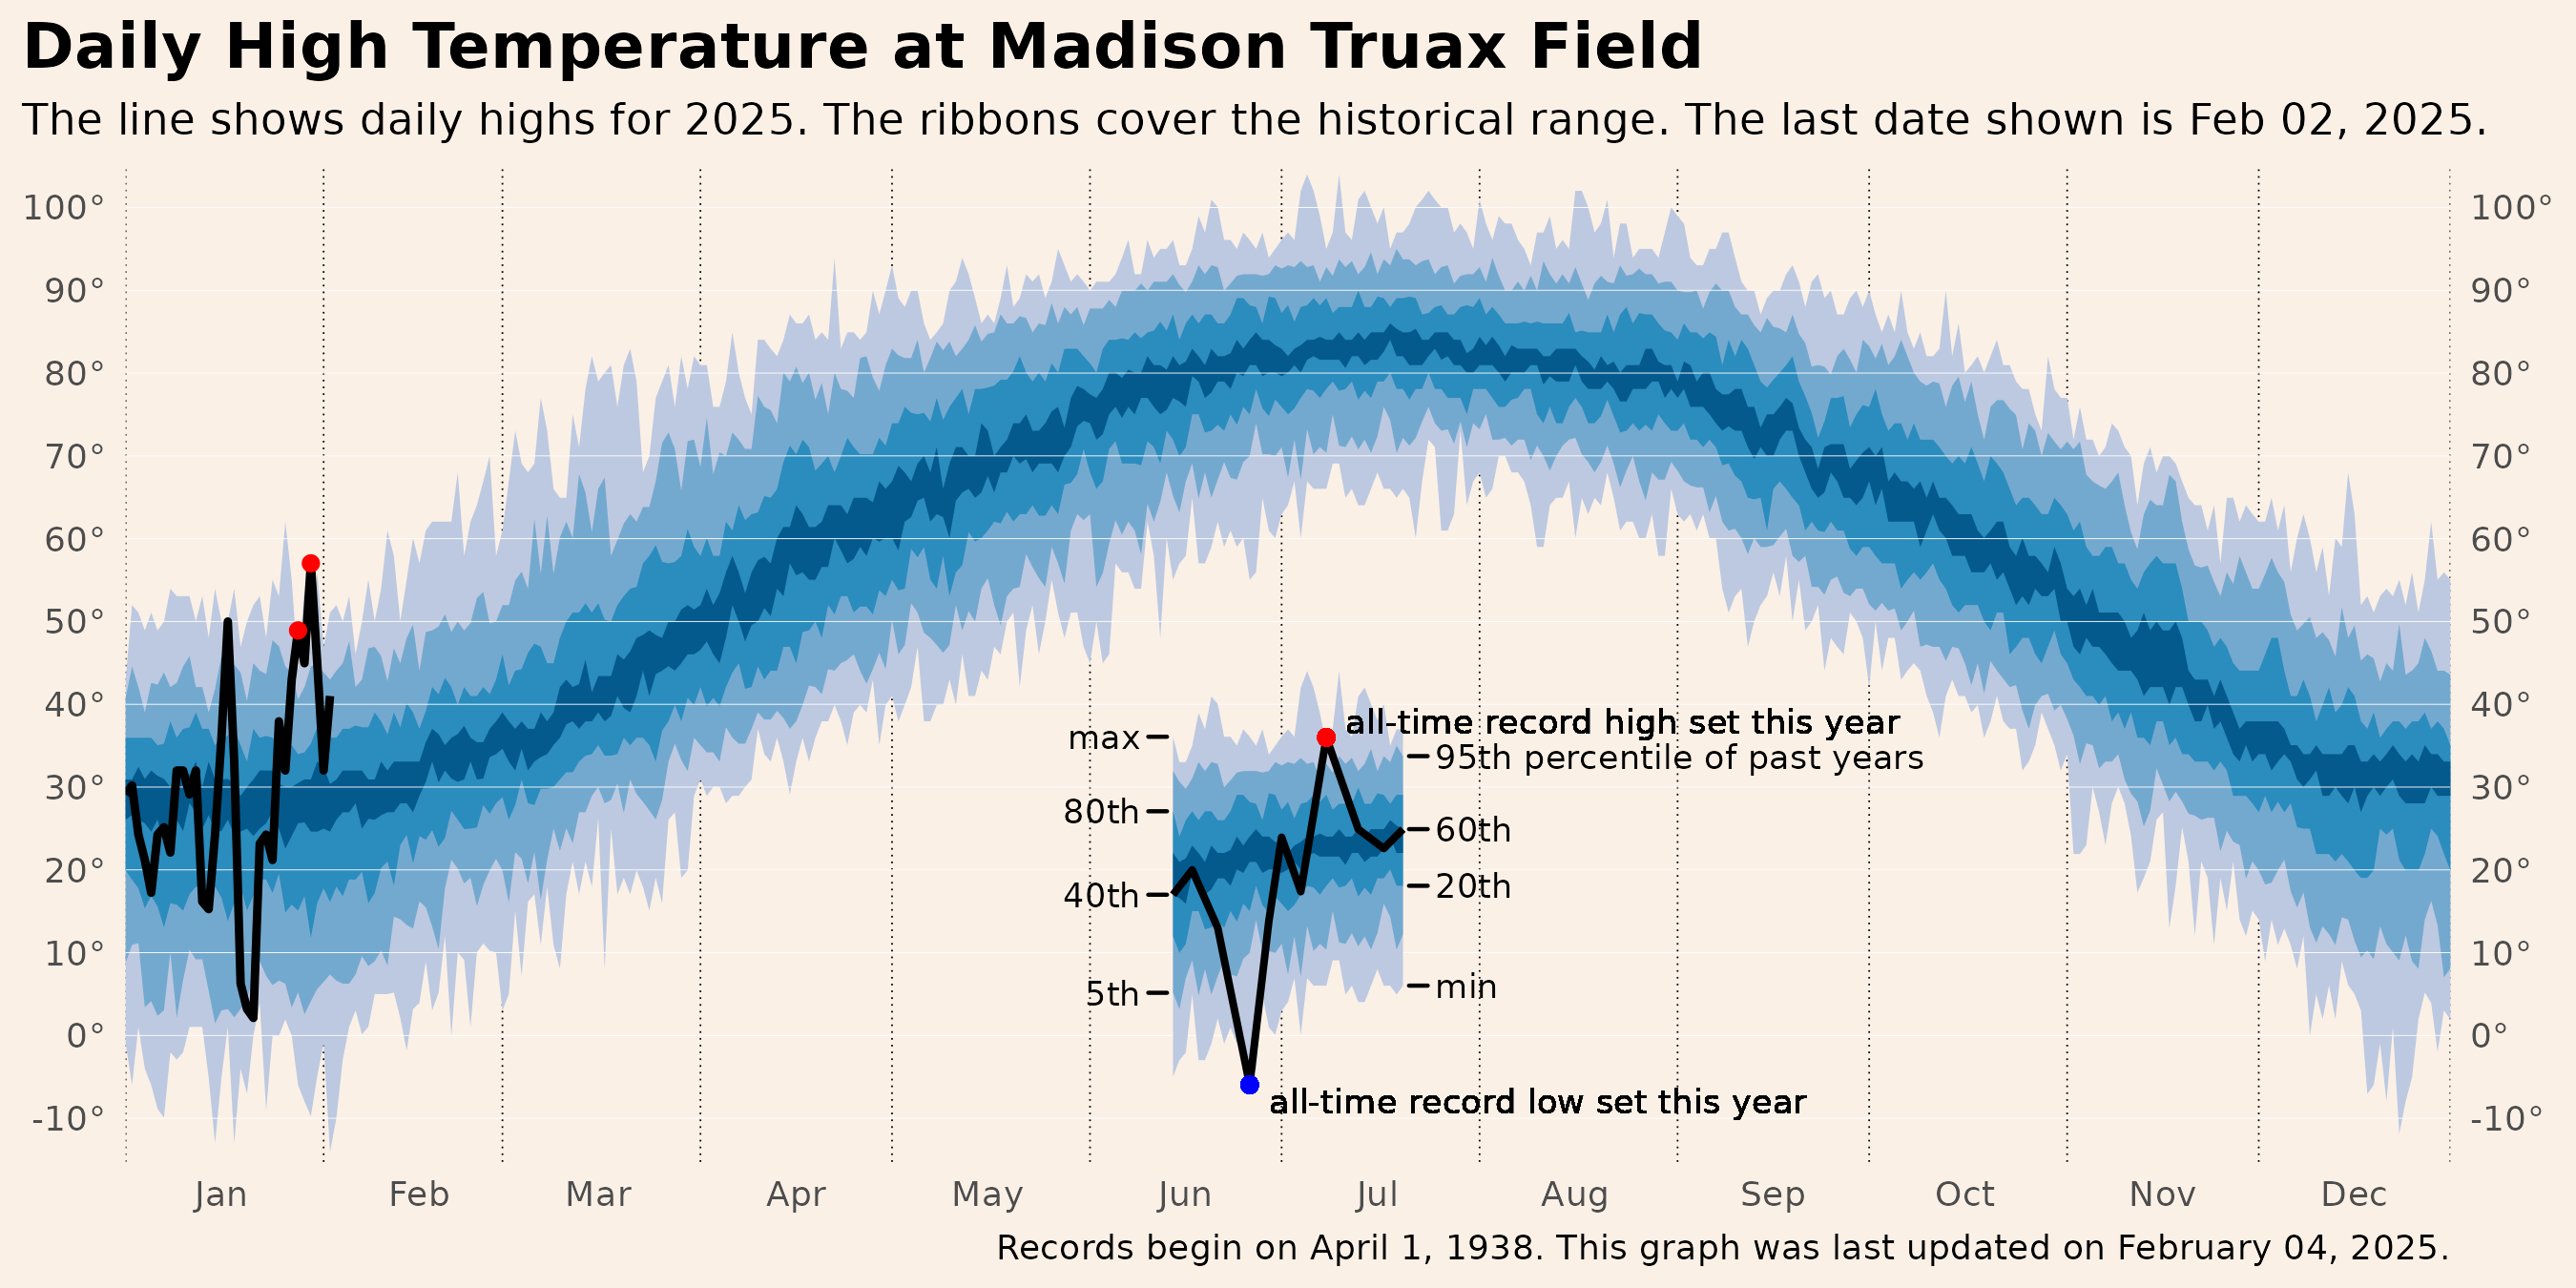 Daily High Temperature at Madison Truax Field
The line shows daily highs for 2025. The ribbons cover the historical range. The last date shown is Feb 02, 2025.
100° 100°
90° 90°
80° 80°
70° 70°
60° 60°
50° 50°
40° 40°
30° 30°
20° 20°
10° 10°
0° 0°
-10° -10°
all-time record high set this year
max
95th percentile of past years
80th
60th
20th
40th
min
5th
all-time record low set this year
Jan Feb Mar Apr May Jun Jul Aug Sep Oct Nov Dec
Records begin on April 1, 1938. This graph was last updated on February 04, 2025.